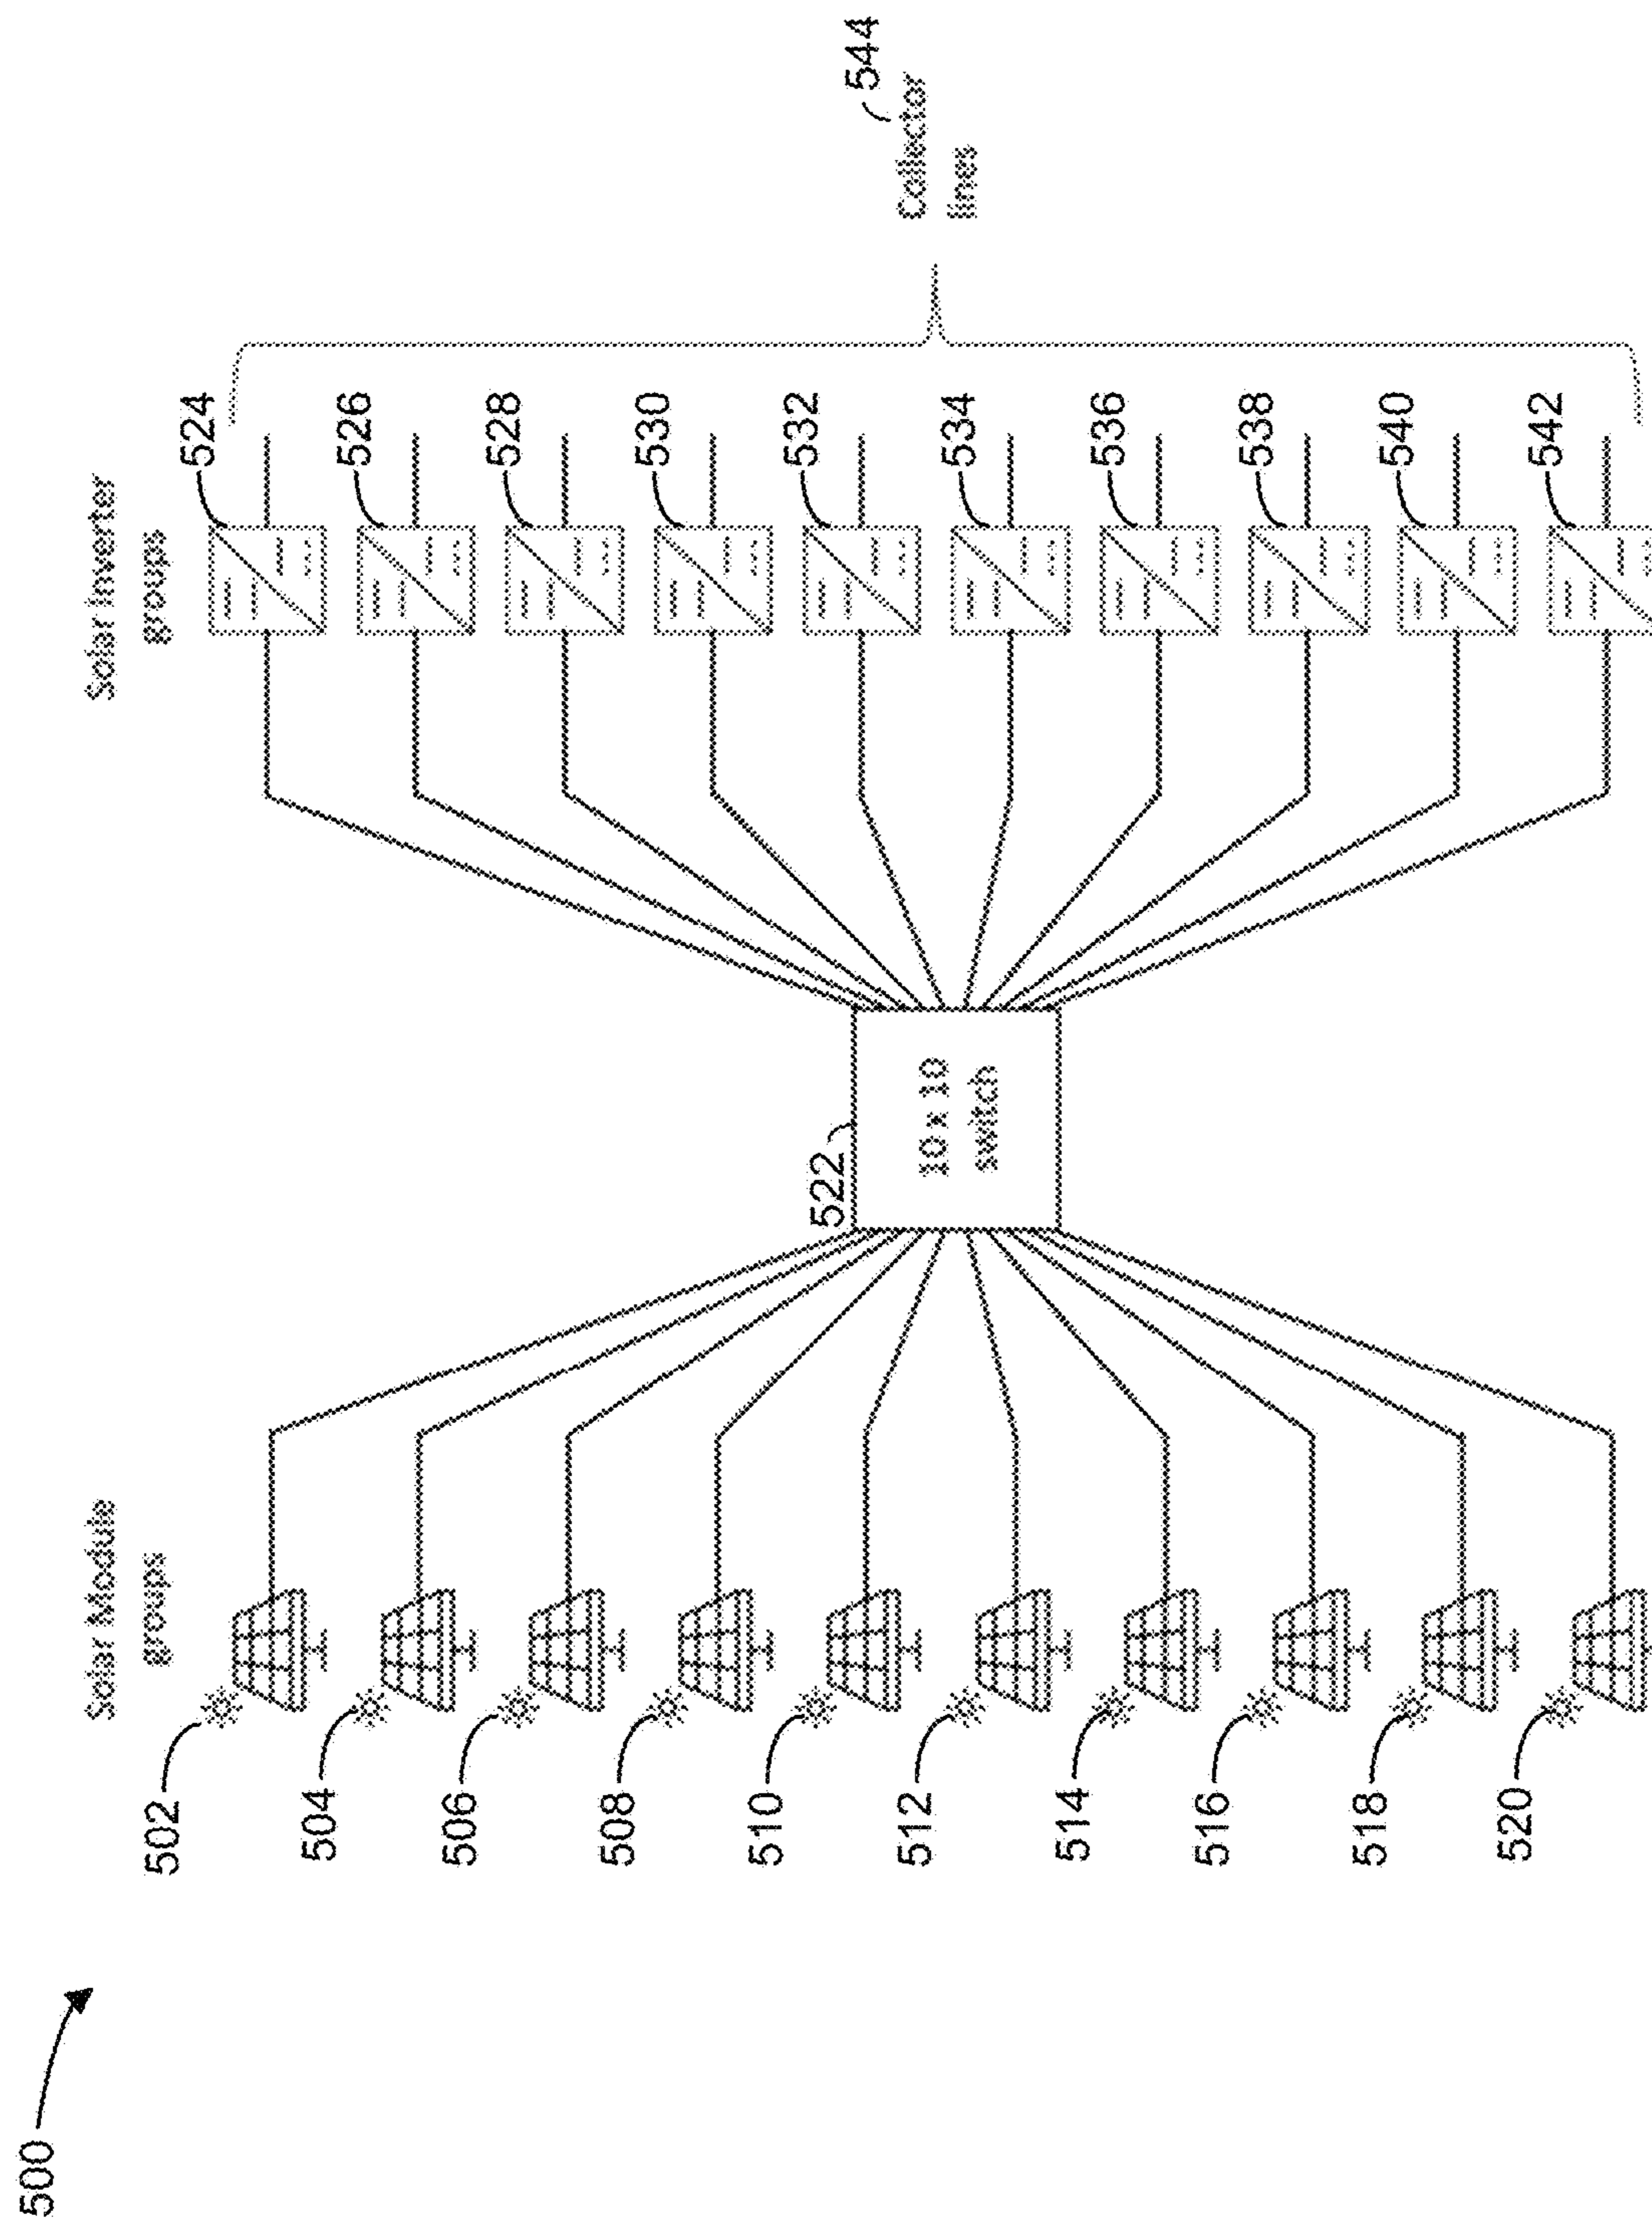 500
Solar Module
groups
502
504
506
508
510
512
514
516
518
520
522
10 x 10
switch
Solar Inverter
groups
524
526
528
530
532
534
536
538
540
542
544
Collector
lines